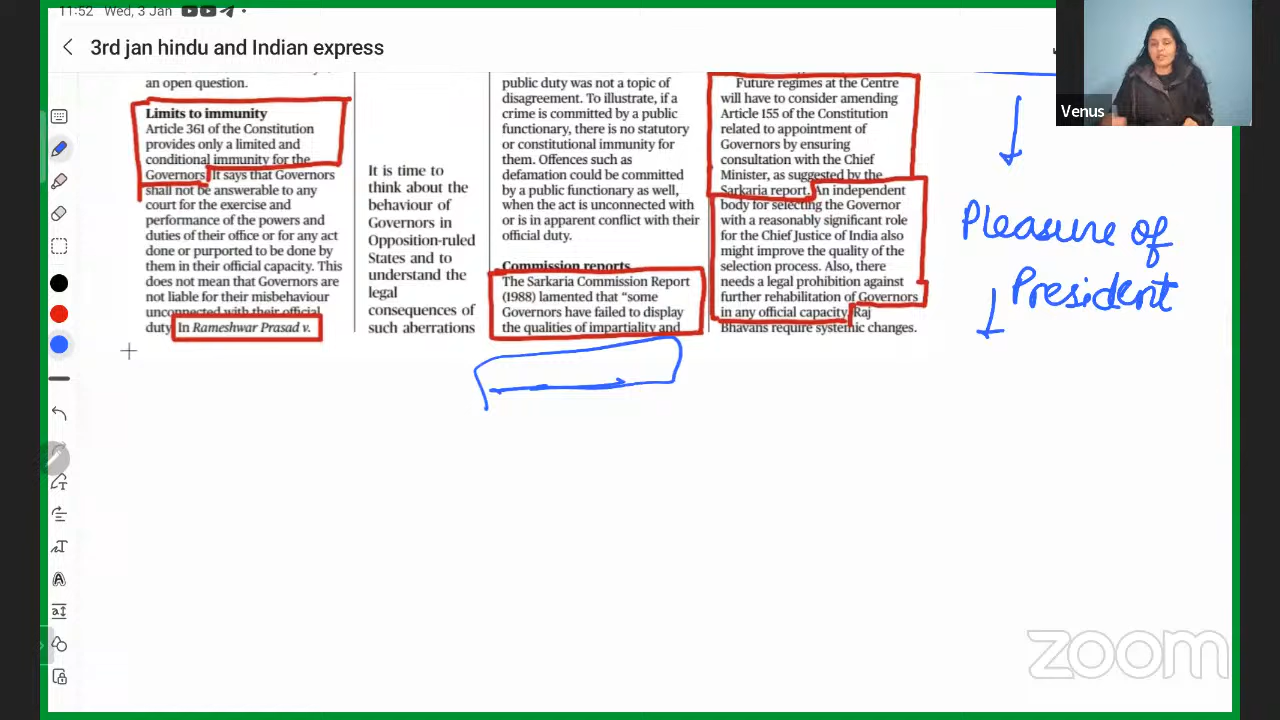 11:52 Wed, 3 Jan
3rd jan hindu and Indian express
Venus
an open question.
Limits to immunity
Article 361 of the Constitution
provides only a limited and
conditional immunity for the
Governors. It says that Governors
shall not be answerable to any
court for the exercise and
performance of the powers and
duties of their office or for any act
done or purported to be done by
them in their official capacity. This
does not mean that Governors are
not liable for their misbehaviour
unconnected with their official
duty. In Rameshwar Prasad v.
It is time to
think about the
behaviour of
Governors in
Opposition-ruled
States and to
understand the
legal
consequences of
such aberrations
public duty was not a topic of
disagreement. To illustrate, if a
crime is committed by a public
functionary, there is no statutory
or constitutional immunity for
them. Offences such as
defamation could be committed
by a public functionary as well,
when the act is unconnected with
or is in apparent conflict with their
official duty.
Commission reports
The Sarkaria Commission Report
(1988) lamented that “some
Governors have failed to display
the qualities of impartiality and
Future regimes at the Centre
will have to consider amending
Article 155 of the Constitution
related to appointment of
Governors by ensuring
consultation with the Chief
Minister, as suggested by the
Sarkaria report. An independent
body for selecting the Governor
with a reasonably significant role
for the Chief Justice of India also
might improve the quality of the
selection process. Also, there
needs a legal prohibition against
further rehabilitation of Governors
in any official capacity. Raj
Bhavans require systemic changes.
Pleasure of
President
zoom